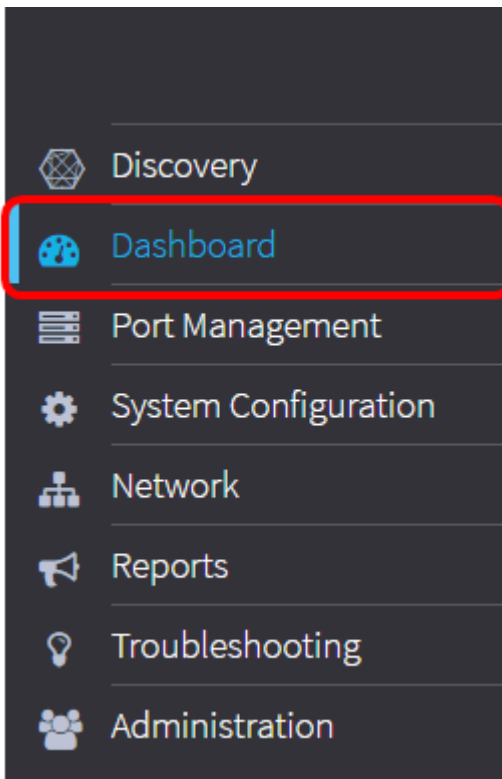 Discovery
Dashboard
Port Management
System Configuration
Network
Reports
Troubleshooting
Administration